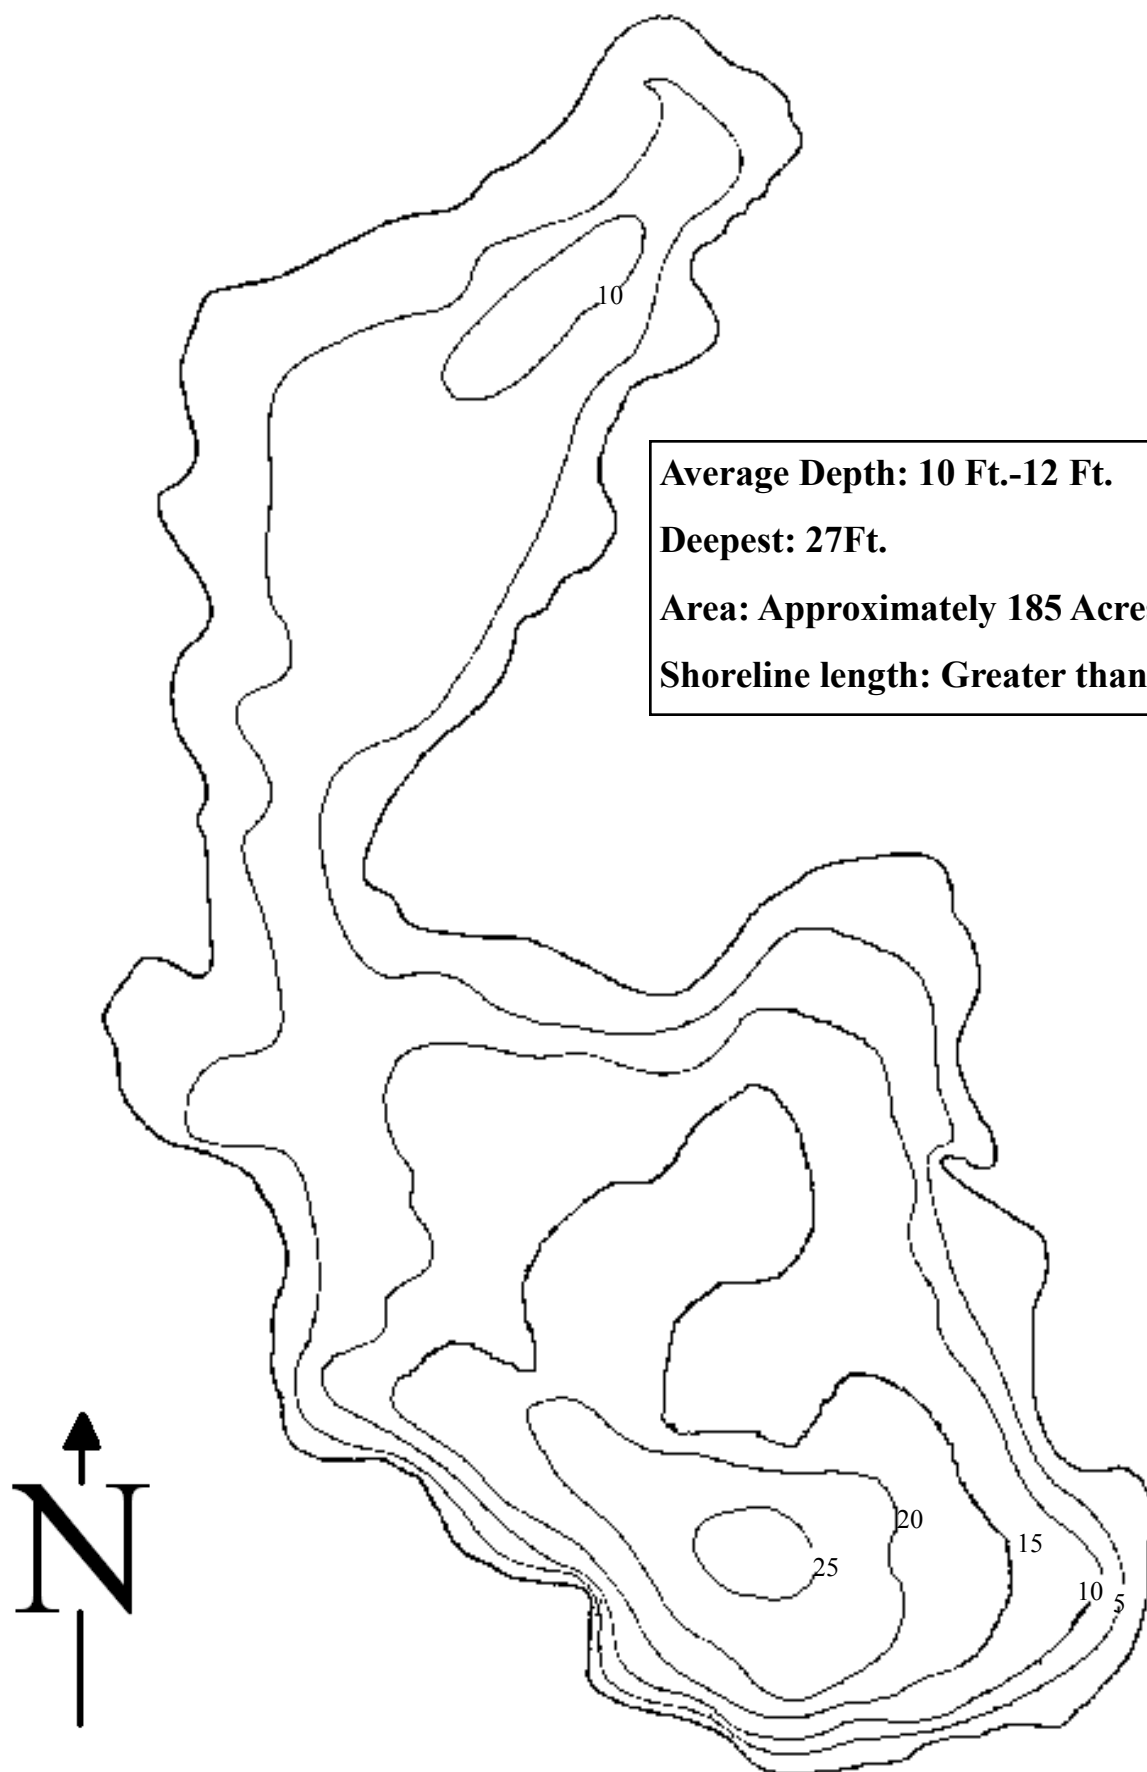 10
Average Depth: 10 Ft.-12 Ft.
Deepest: 27Ft.
Area: Approximately 185 Acre
Shoreline length: Greater than
N
20
15
25
10
5